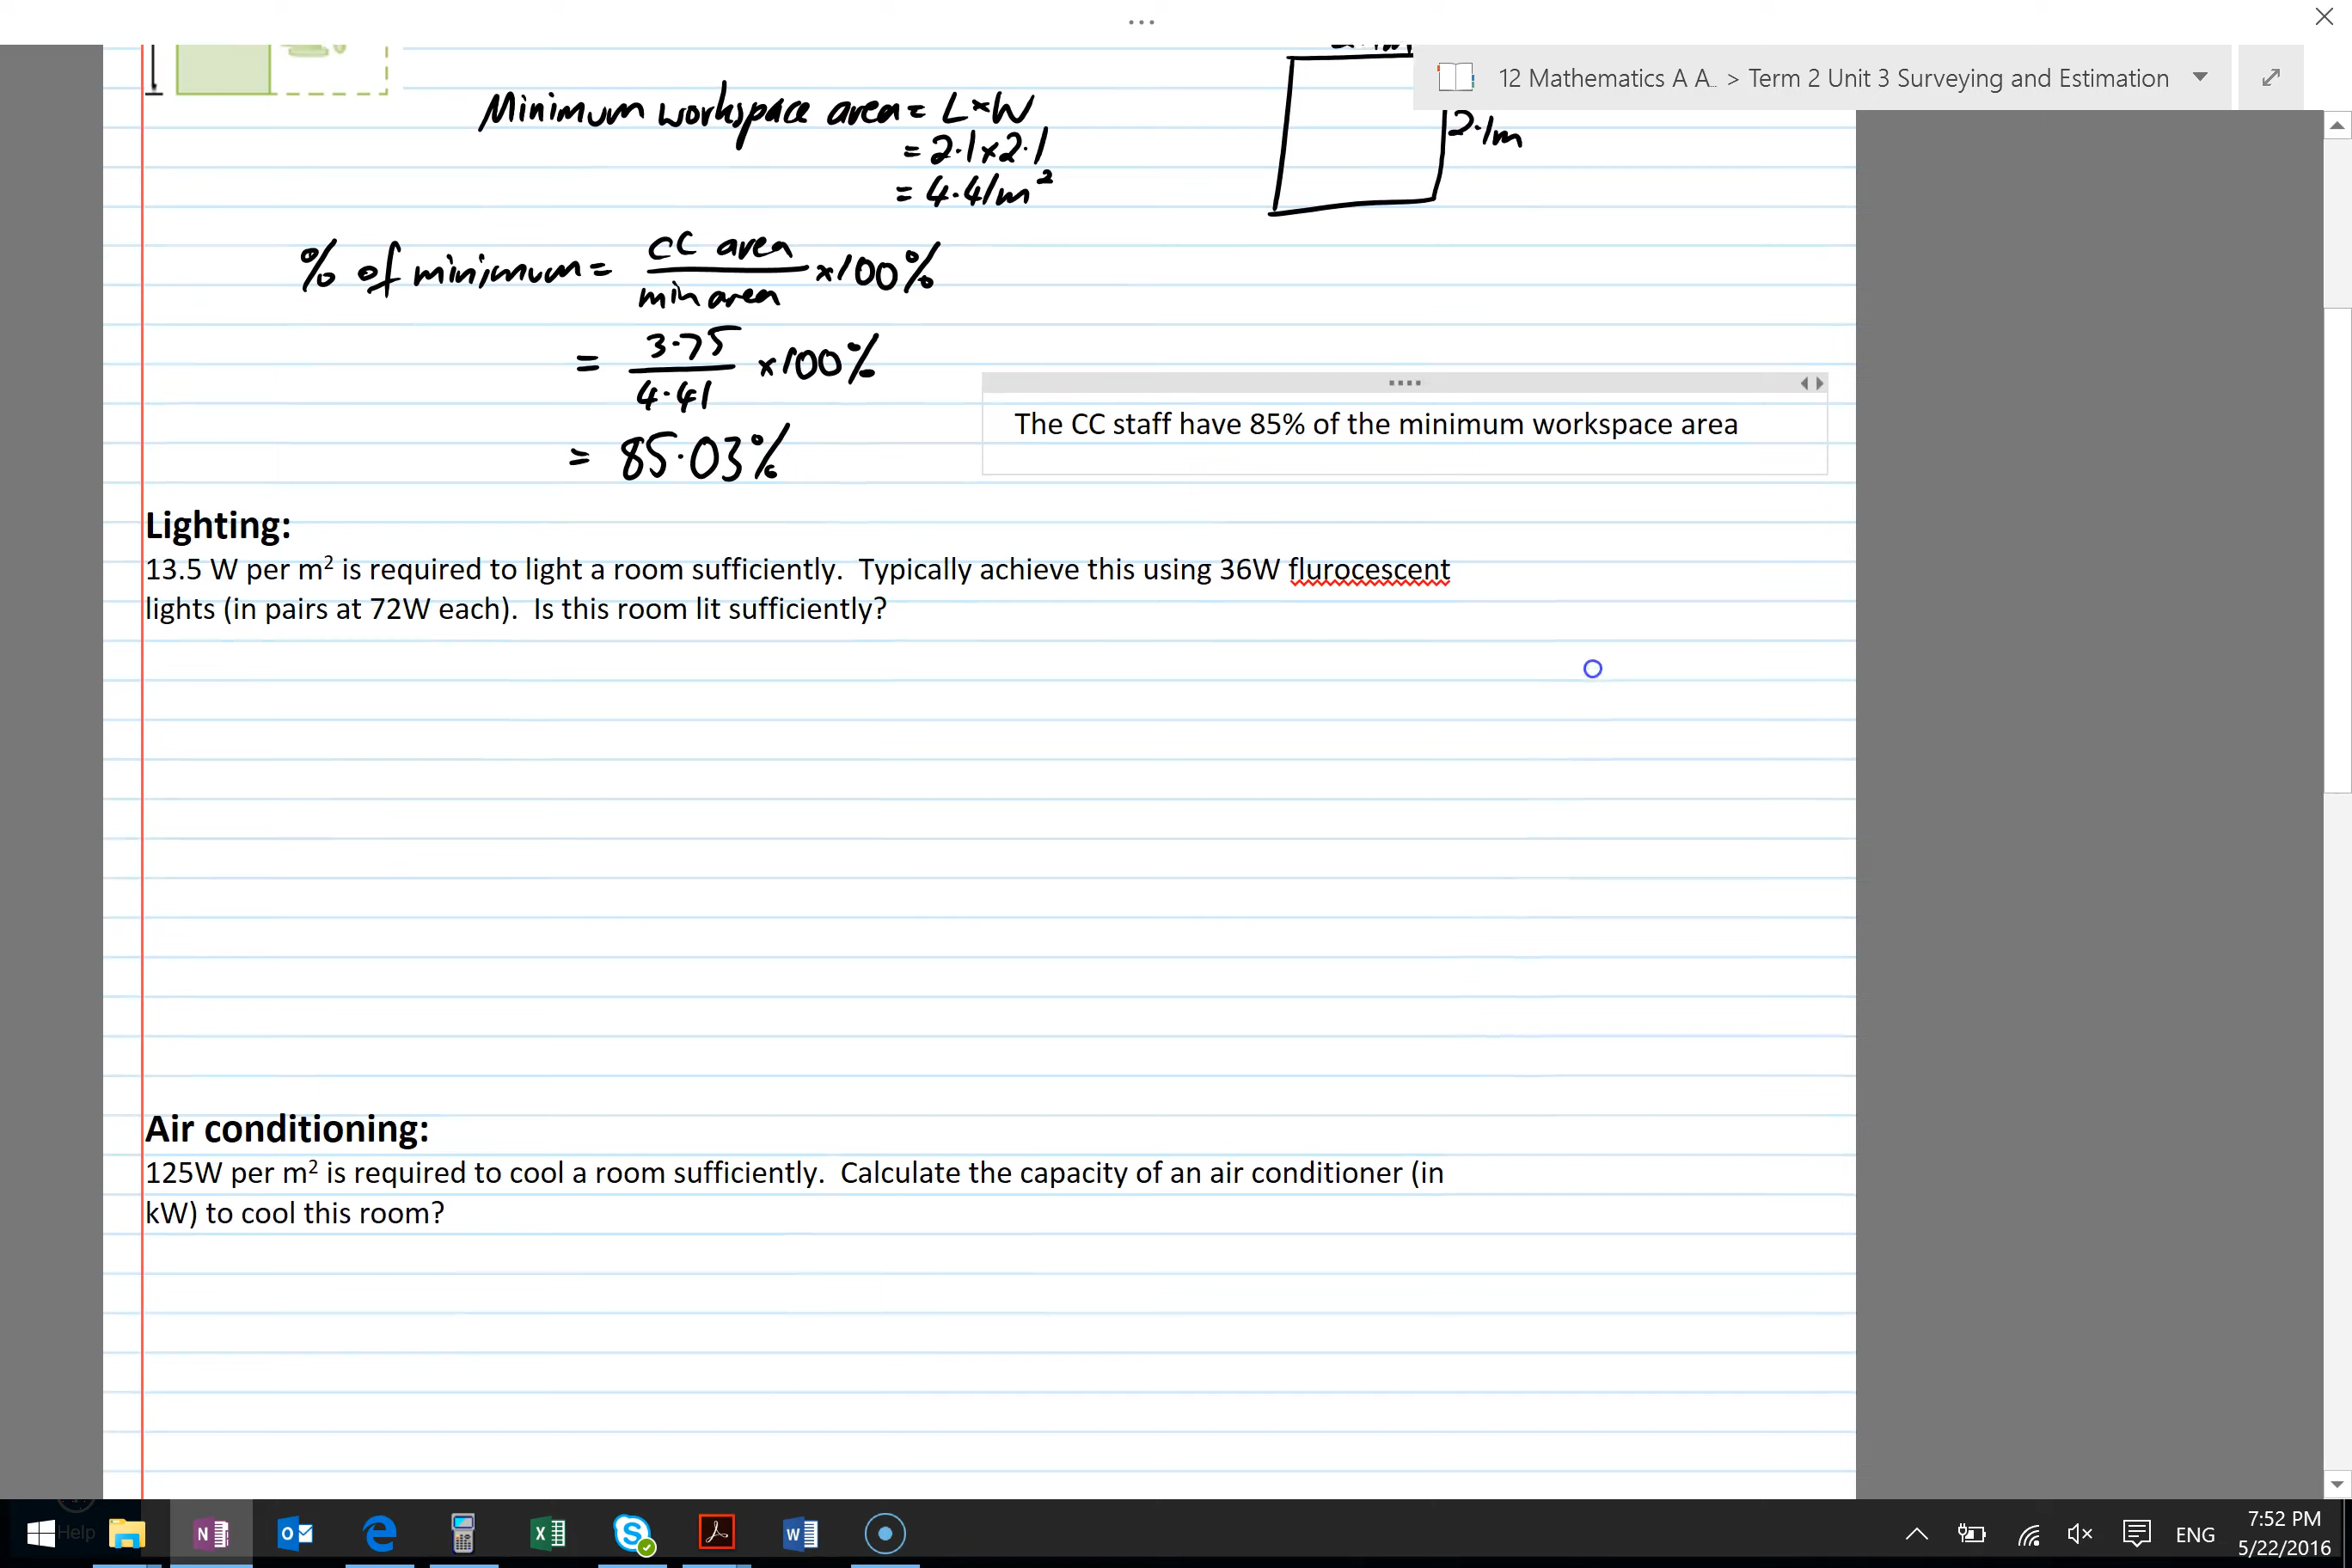 12 Mathematics A A... > Term 2 Unit 3 Surveying and Estimation
Minimum workspace area = L×W
= 2.1×2.1
= 4.41m²
2.1m
% of minimum = CC area / min area ×100%
= 3.75 / 4.41 ×100%
= 85.03%
The CC staff have 85% of the minimum workspace area
Lighting:
13.5 W per m² is required to light a room sufficiently. Typically achieve this using 36W flurocescent
lights (in pairs at 72W each). Is this room lit sufficiently?
Air conditioning:
125W per m² is required to cool a room sufficiently. Calculate the capacity of an air conditioner (in
kW) to cool this room?
Help
ENG
7:52 PM
5/22/2016